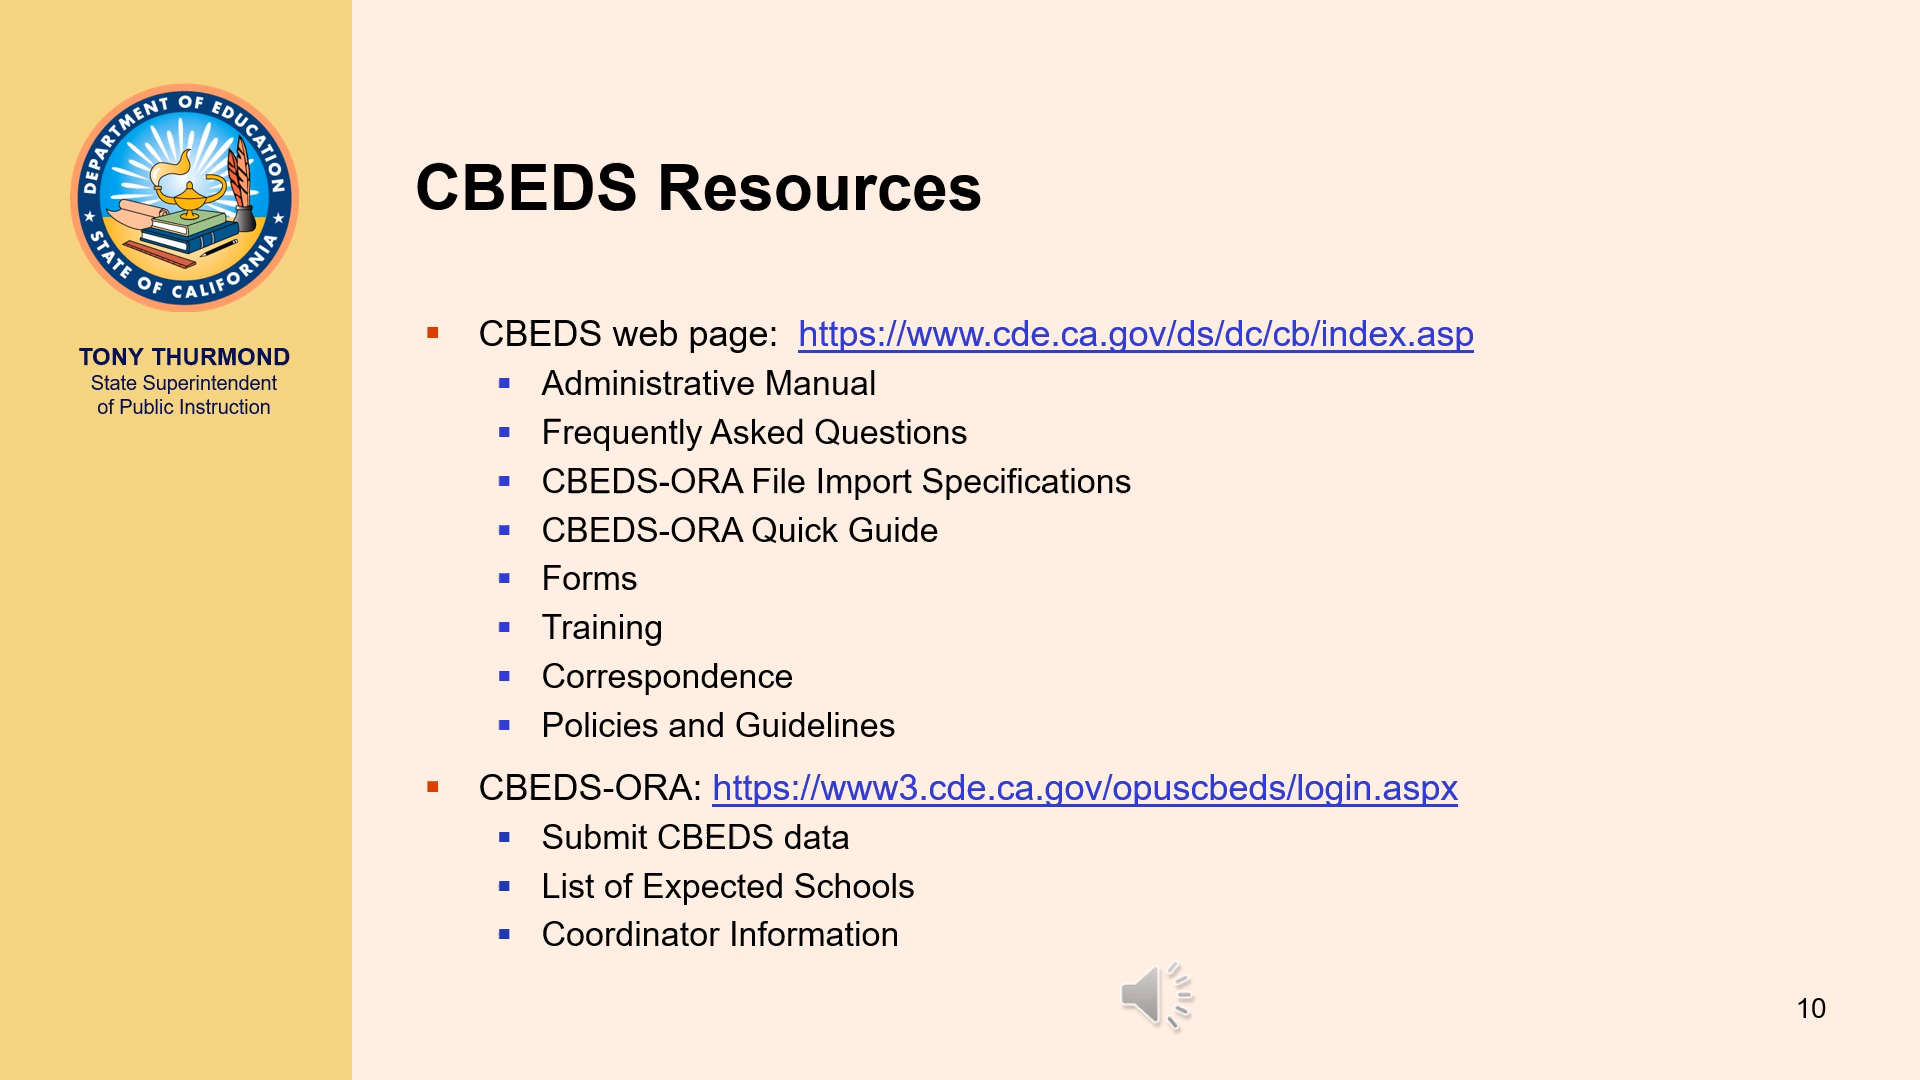 DEPARTMENT OF EDUCATION
STATE OF CALIFORNIA
TONY THURMOND
State Superintendent
of Public Instruction
CBEDS Resources
CBEDS web page: https://www.cde.ca.gov/ds/dc/cb/index.asp
Administrative Manual
Frequently Asked Questions
CBEDS-ORA File Import Specifications
CBEDS-ORA Quick Guide
Forms
Training
Correspondence
Policies and Guidelines
CBEDS-ORA: https://www3.cde.ca.gov/opuscbeds/login.aspx
Submit CBEDS data
List of Expected Schools
Coordinator Information
10